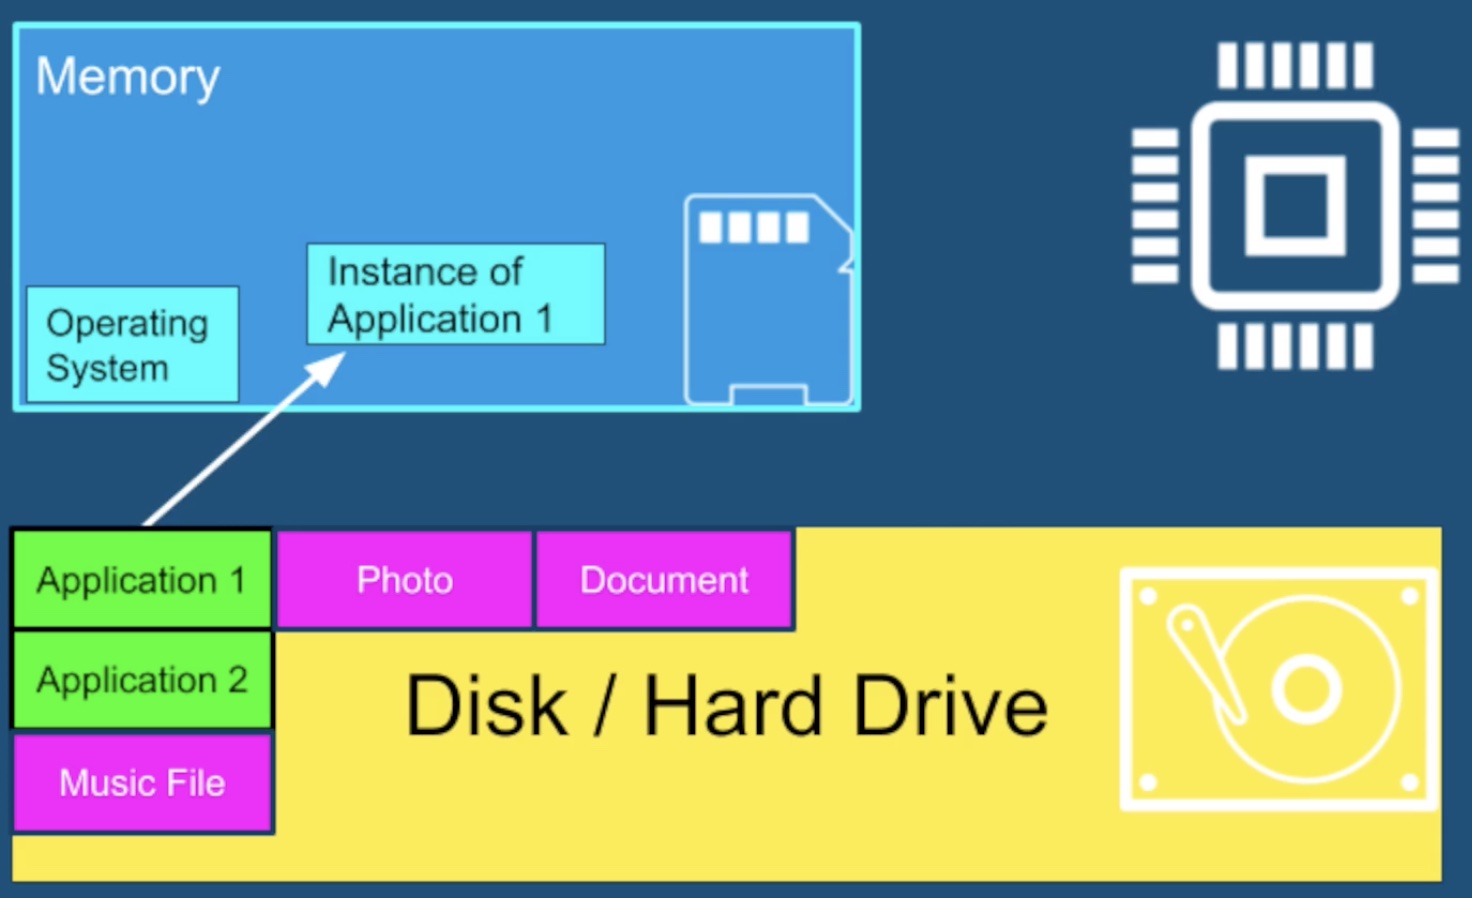 Memory
Instance of
Application 1
Operating
System
Application 1
Photo
Document
Application 2
Disk / Hard Drive
Music File